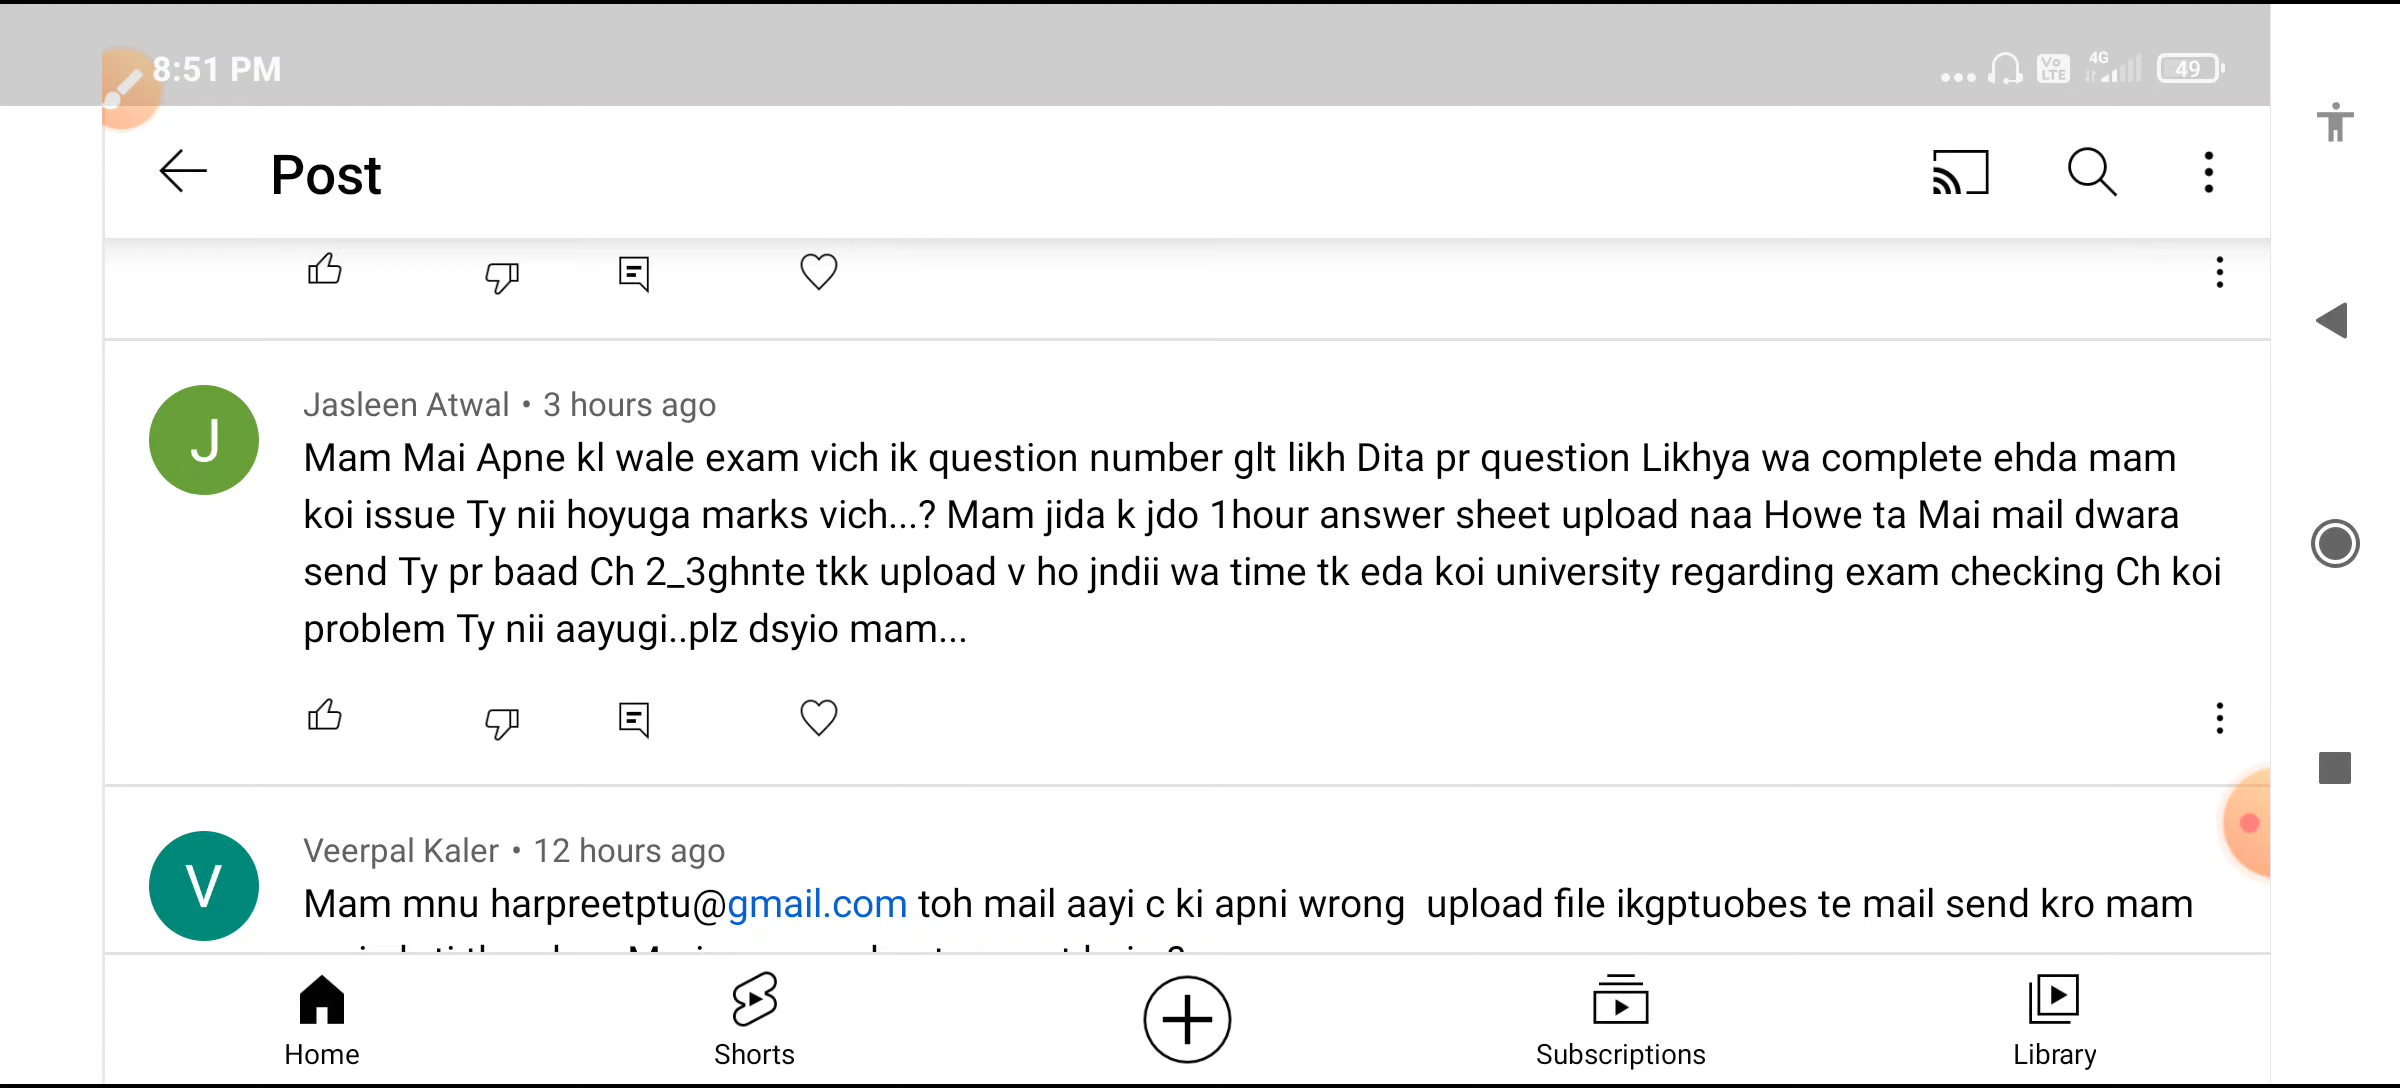 8:51 PM
4G
Vo LTE
49
Post
Jasleen Atwal • 3 hours ago
Mam Mai Apne kl wale exam vich ik question number glt likh Dita pr question Likhya wa complete ehda mam
koi issue Ty nii hoyuga marks vich...? Mam jida k jdo 1hour answer sheet upload naa Howe ta Mai mail dwara
send Ty pr baad Ch 2_3ghnte tkk upload v ho jndii wa time tk eda koi university regarding exam checking Ch koi
problem Ty nii aayugi..plz dsyio mam...
J
Veerpal Kaler • 12 hours ago
V
Mam mnu harpreetptu@gmail.com toh mail aayi c ki apni wrong  upload file ikgptuobes te mail send kro mam
Home
Shorts
Subscriptions
Library